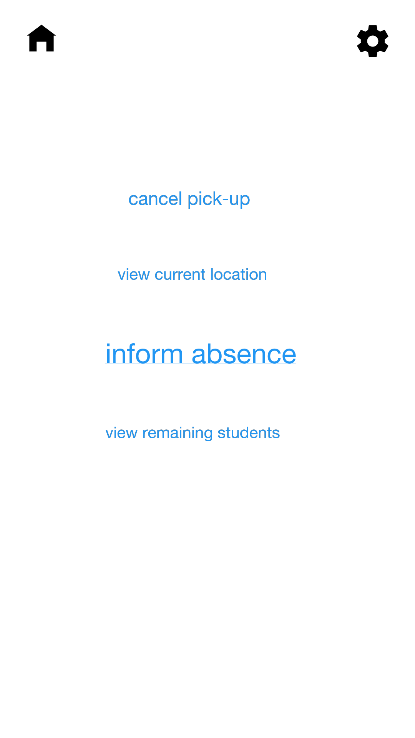 cancel pick-up
view current location
inform absence
view remaining students